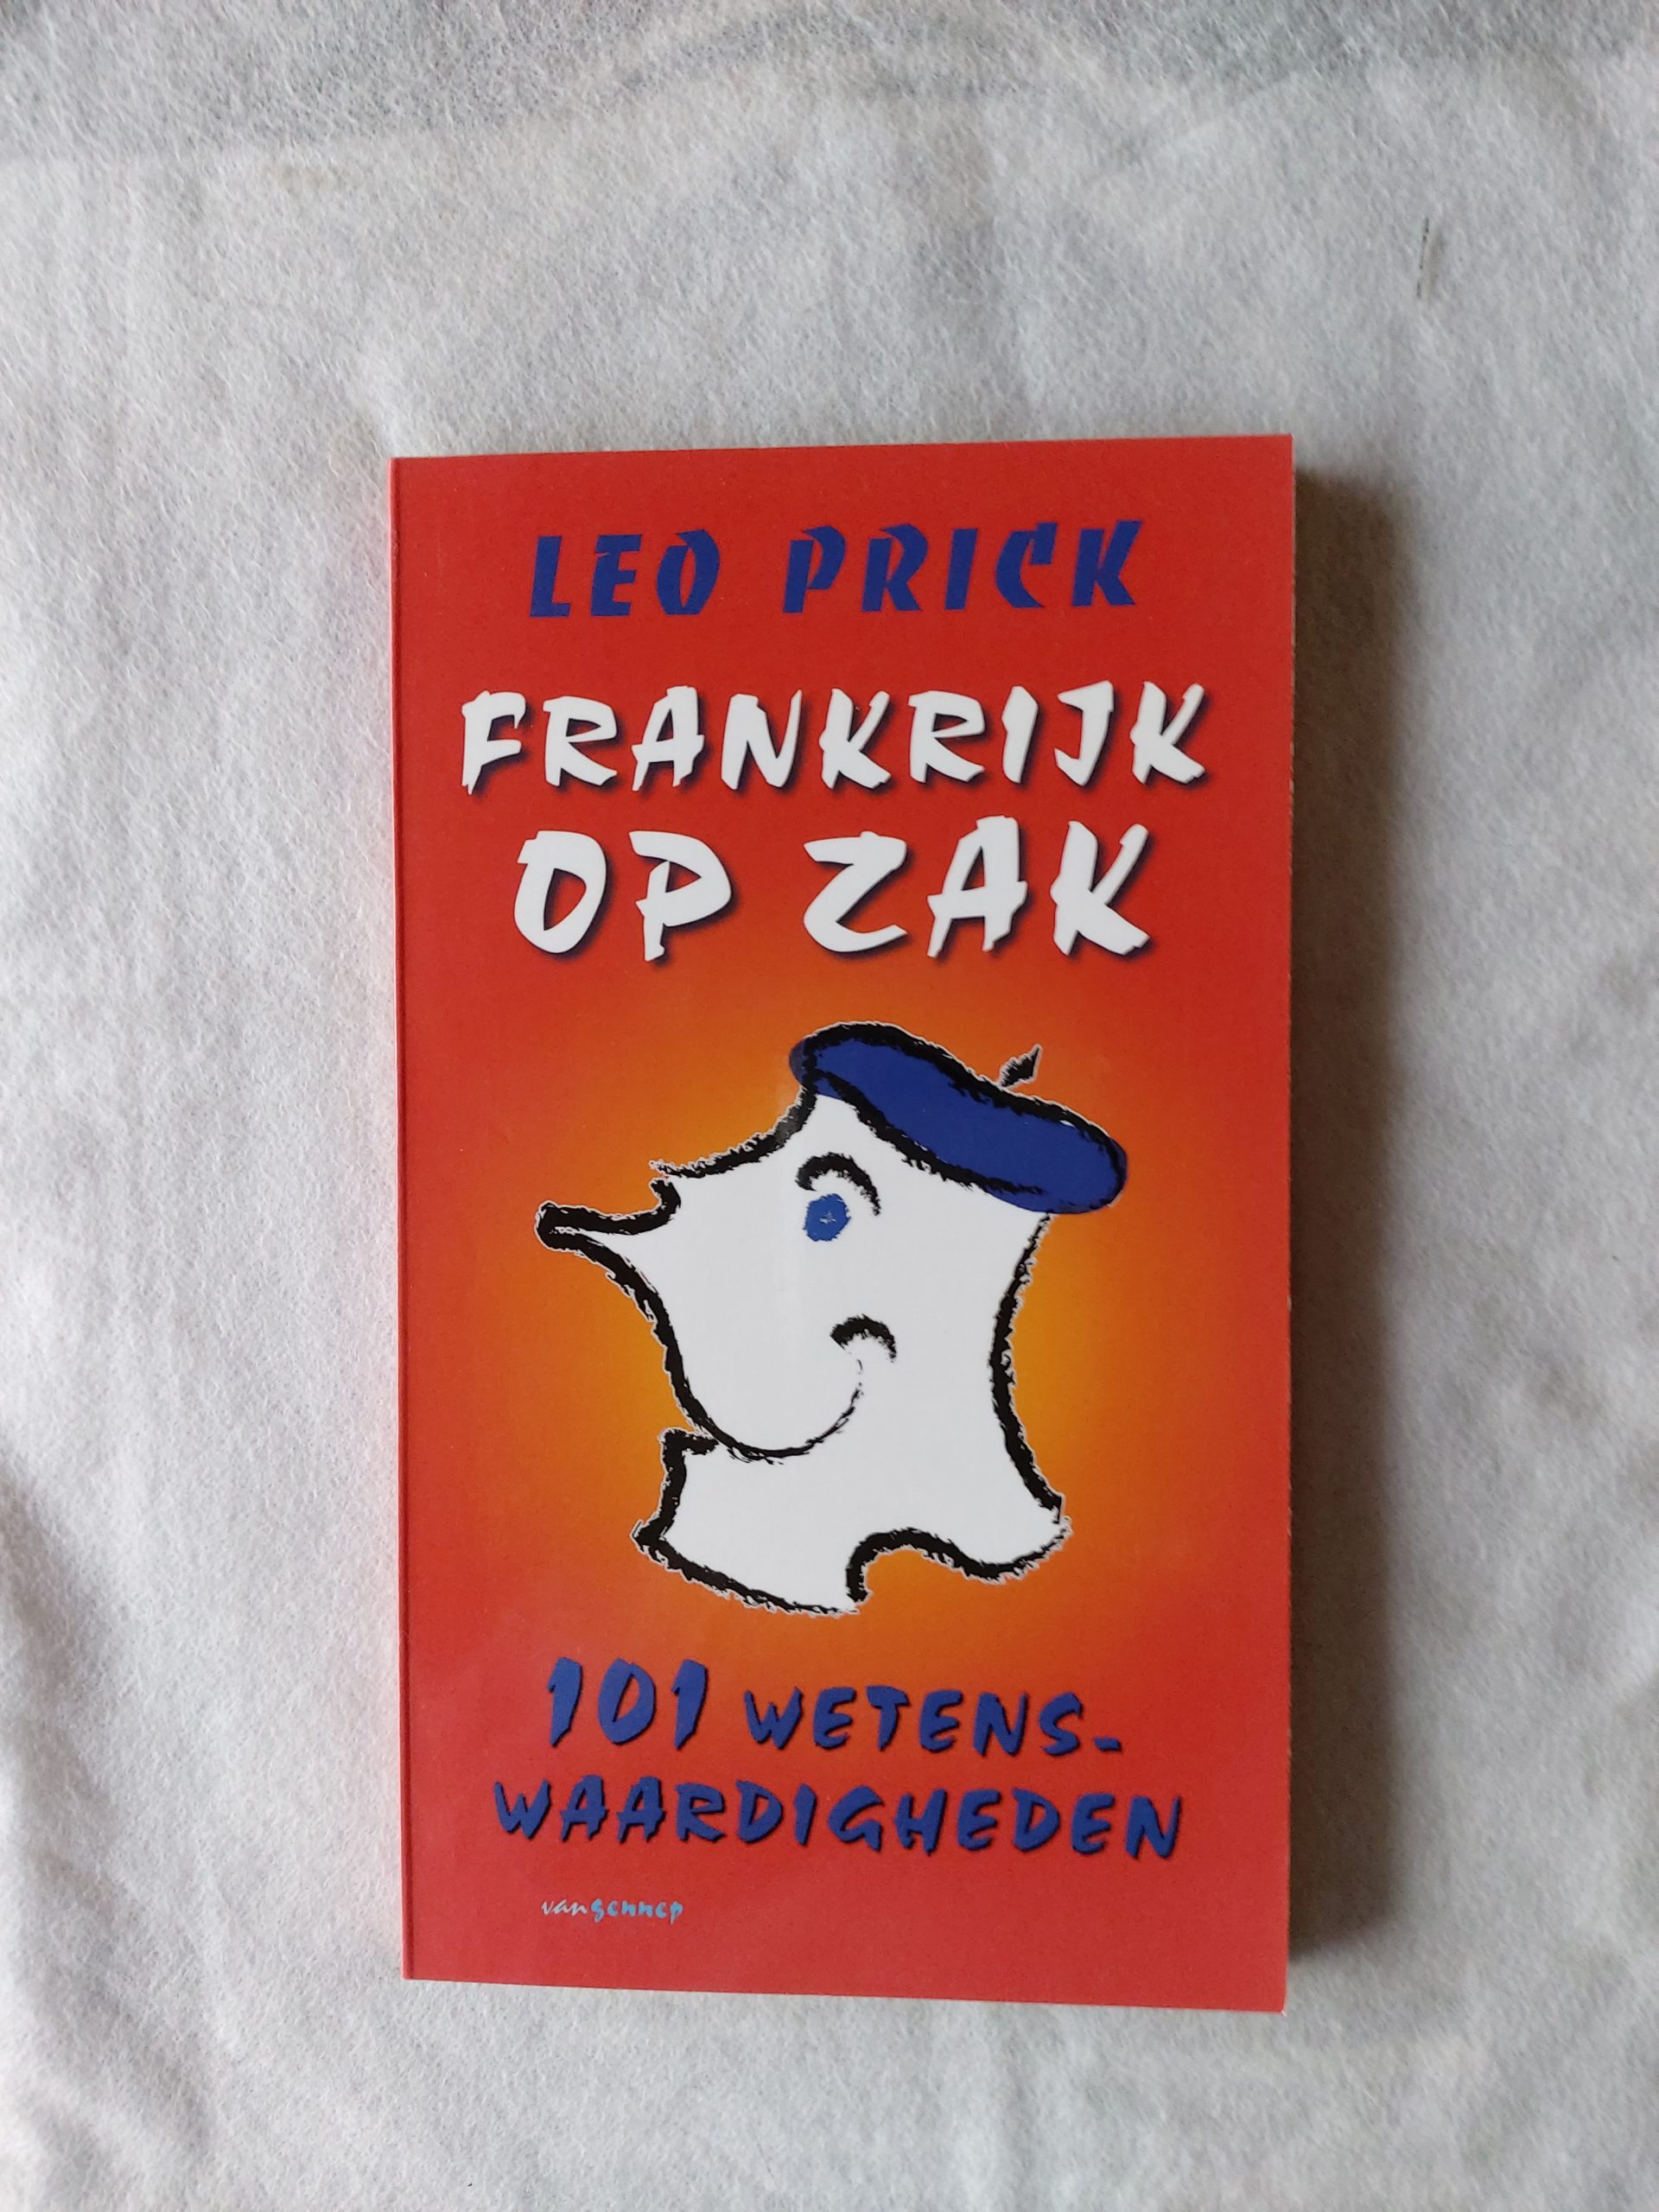 LEO PRICK
FRANKRIJK
OP ZAK
101 WETENS-
WAARDIGHEDEN
vangennep